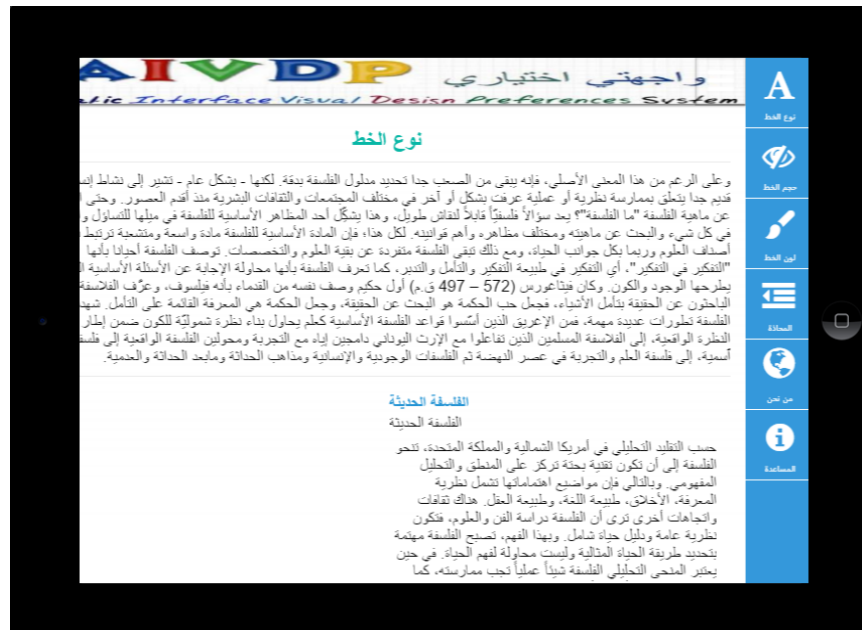 AIVDP واجهتي اختياري
Interface Visual Design Preferences System
نوع الخط
وعلى الرغم من هذا المعنى الأصلي، فإنه يبقى من الصعب جدا تحديد مدلول الفلسفة بدقة. لكنها - بشكل عام - تشير إلى نشاط
قديم جدا يتعلق بممارسة نظرية أو عملية عرفت بشكل أو آخر في مختلف المجتمعات والثقافات البشرية منذ أقدم العصور. وحتى
عن ماهية الفلسفة "ما الفلسفة"؟ يعد سؤالاً فلسفيّاً قابلاً لنقاش طويل، وهذا يشكِّل أحد المظاهر الأساسية للفلسفة في ميلها للتساؤل
في كل شيء والبحث عن ماهيته ومختلف مظاهره وأهم قوانينه. لكل هذا، فإن المادة الأساسية للفلسفة مادة واسعة ومتشعبة ترتبط
أصناف العلوم وربما بكل جوانب الحياة، ومع ذلك تبقى الفلسفة متفردة عن بقية العلوم والتخصصات. توصف الفلسفة أحيانا بأنها
"التفكير في التفكير"، أي التفكير في طبيعة التفكير والتأمل والتدبر، كما تعرف الفلسفة بأنها محاولة الإجابة عن الأسئلة الأساسية
يطرحها الوجود والكون. وكان فيثاغورس (572 – 497 ق.م) أول حكيم وصف نفسه من القدماء بأنه فيلسوف، وعرَّف الفلاسفة
الباحثون عن الحقيقة بتأمل الأشياء، فجعل حب الحكمة هو البحث عن الحقيقة، وجعل الحكمة هي المعرفة القائمة على التأمل. شهد
الفلسفة تطورات عديدة مهمة، فمن الإغريق الذين أسّسوا قواعد الفلسفة الأساسية كعلم يحاول بناء نظرة شموليّة للكون ضمن إطار
النظرة الواقعية، إلى الفلاسفة المسلمين الذين تفاعلوا مع الإرث اليوناني دامجين إياه مع التجربة ومحولين الفلسفة الواقعية إلى
أسمية، إلى فلسفة العلم والتجربة في عصر النهضة ثم الفلسفات الوجودية والإنسانية ومذاهب الحداثة ومابعد الحداثة والعدمية.
الفلسفة الحديثة
الفلسفة الحديثة
حسب التقليد التحليلي في أمريكا الشمالية والمملكة المتحدة، تنحو
الفلسفة إلى أن تكون تقنية بحتة تركز على المنطق والتحليل
المفهومي. وبالتالي فإن مواضيع اهتماماتها تشمل نظرية
المعرفة، الأخلاق، طبيعة اللغة، وطبيعة العقل. هناك ثقافات
واتجاهات أخرى ترى أن الفلسفة دراسة الفن والعلوم، فتكون
نظرية عامة ودليل حياة شامل. وبهذا الفهم، تصبح الفلسفة مهتمة
بتحديد طريقة الحياة المثالية وليست محاولة لفهم الحياة. في حين
يعتبر المنحى التحليلي الفلسفة شيئاً عملياً تجب ممارسته، كما
A
نوع الخط
حجم الخط
لون الخط
المحاذاة
من نحن
المساعدة